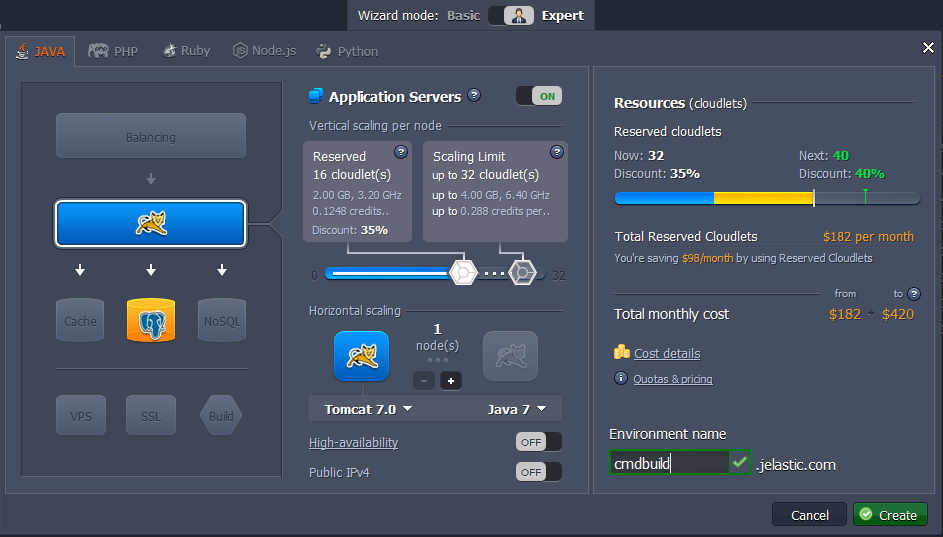 Wizard mode: Basic Expert
JAVA PHP Ruby Node.js Python
Balancing
Cache NoSQL
VPS SSL Build
Application Servers ? ON
Vertical scaling per node
Reserved ?
16 cloudlet(s)
2.00 GB, 3.20 GHz
0.1248 credits..
Discount: 35%
Scaling Limit ?
up to 32 cloudlet(s)
up to 4.00 GB, 6.40 GHz
up to 0.288 credits per..
0 32
Horizontal scaling
1
node(s)
- +
Tomcat 7.0 Java 7
High-availability OFF
Public IPv4 OFF
Resources (cloudlets)
Reserved cloudlets
Now: 32 Next: 40
Discount: 35% Discount: 40%
Total Reserved Cloudlets $182 per month
You're saving $98/month by using Reserved Cloudlets
from to ?
Total monthly cost $182 $420
Cost details
Quotas & pricing
Environment name
cmdbuild .jelastic.com
Cancel Create